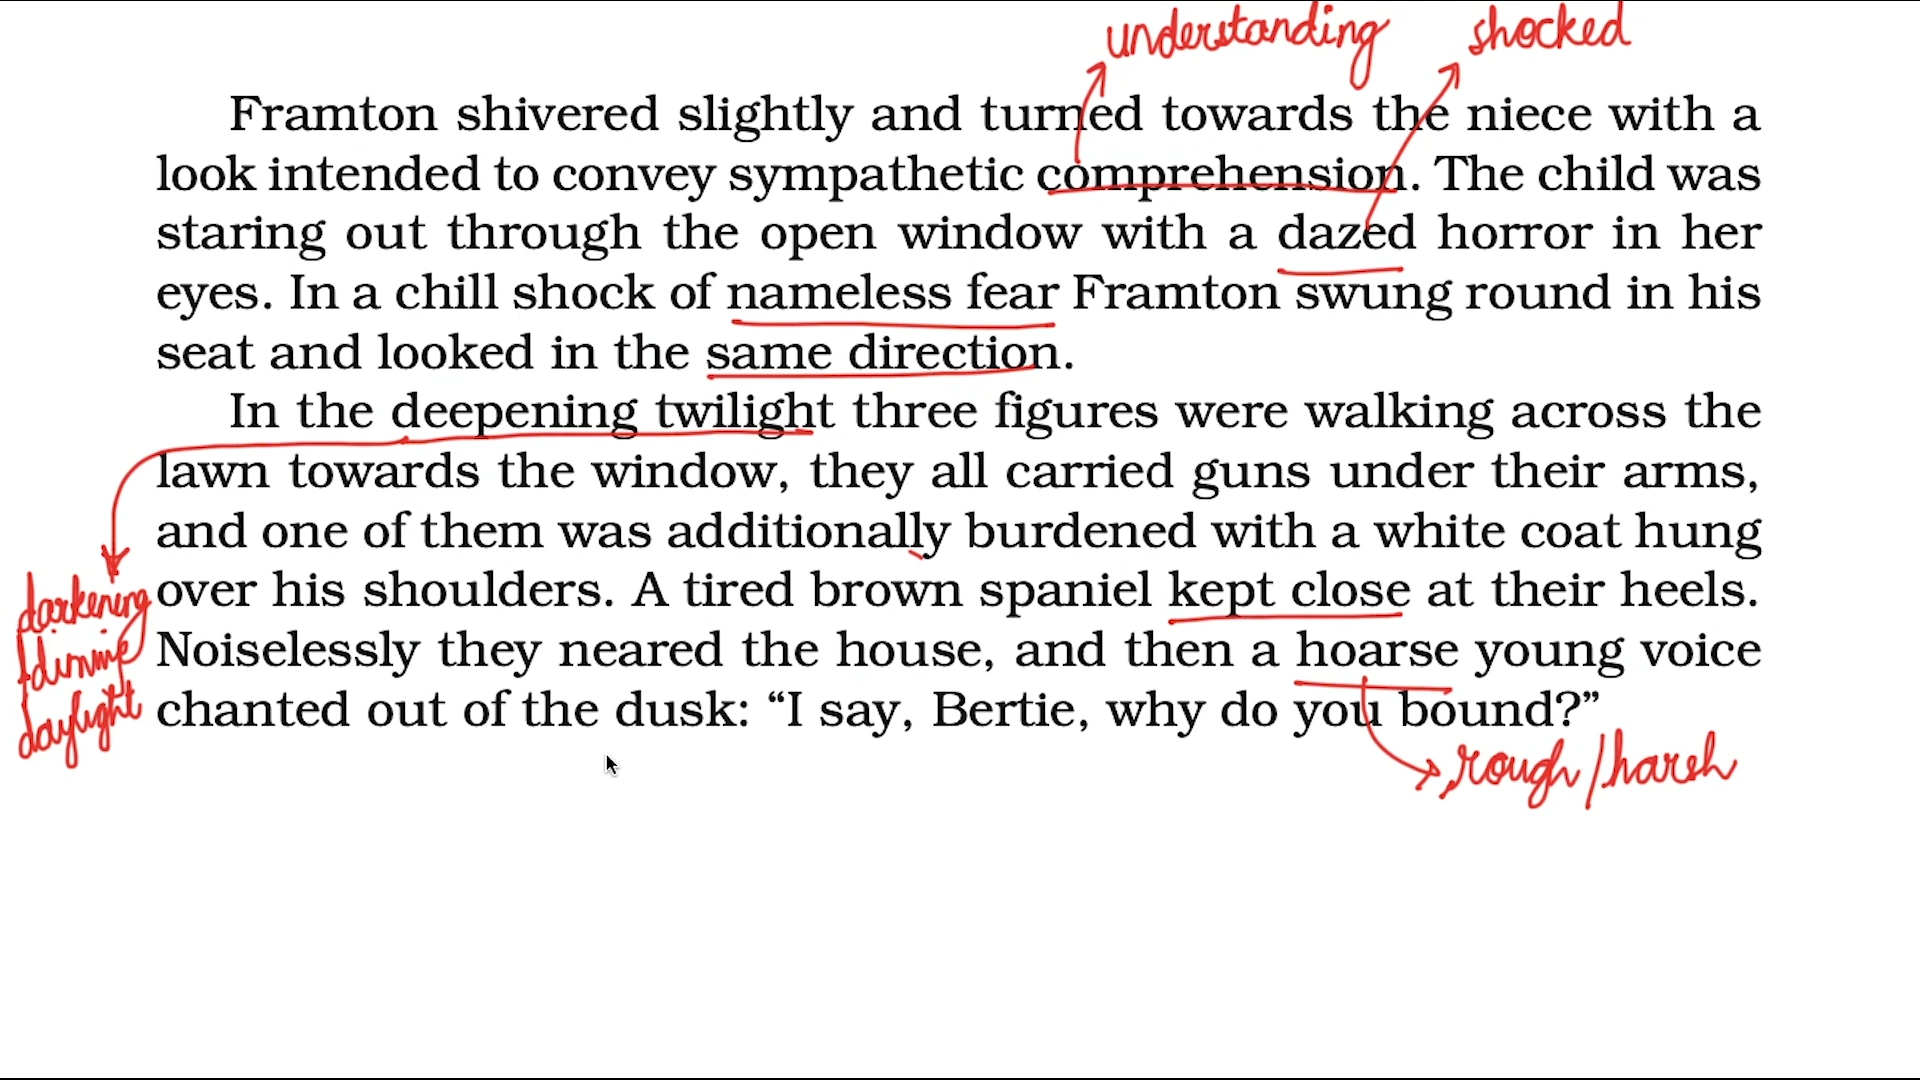 understanding shocked
Framton shivered slightly and turned towards the niece with a
look intended to convey sympathetic comprehension. The child was
staring out through the open window with a dazed horror in her
eyes. In a chill shock of nameless fear Framton swung round in his
seat and looked in the same direction.
In the deepening twilight three figures were walking across the
lawn towards the window, they all carried guns under their arms,
and one of them was additionally burdened with a white coat hung
over his shoulders. A tired brown spaniel kept close at their heels.
Noiselessly they neared the house, and then a hoarse young voice
chanted out of the dusk: “I say, Bertie, why do you bound?”
darkening
daylight
rough/harsh